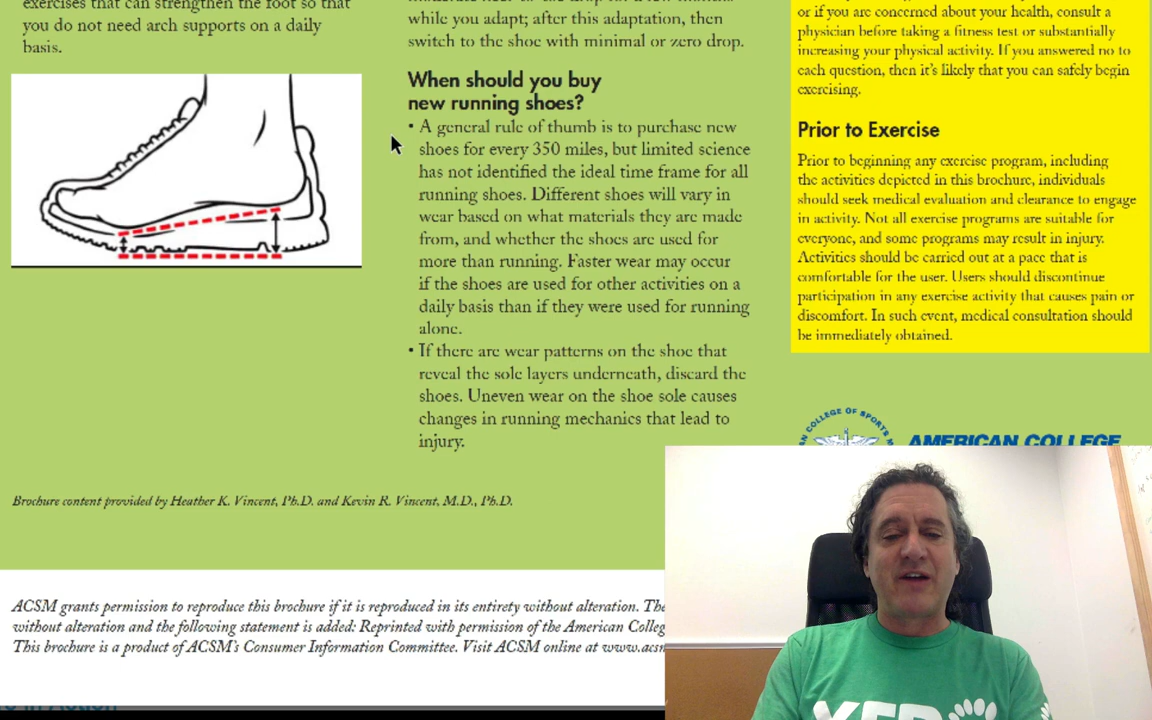 exercises that can strengthen the foot so that
you do not need arch supports on a daily
basis.
while you adapt; after this adaptation, then
switch to the shoe with minimal or zero drop.
When should you buy
new running shoes?
• A general rule of thumb is to purchase new
shoes for every 350 miles, but limited science
has not identified the ideal time frame for all
running shoes. Different shoes will vary in
wear based on what materials they are made
from, and whether the shoes are used for
more than running. Faster wear may occur
if the shoes are used for other activities on a
daily basis than if they were used for running
alone.
• If there are wear patterns on the shoe that
reveal the sole layers underneath, discard the
shoes. Uneven wear on the shoe sole causes
changes in running mechanics that lead to
injury.
or if you are concerned about your health, consult a
physician before taking a fitness test or substantially
increasing your physical activity. If you answered no to
each question, then it's likely that you can safely begin
exercising.
Prior to Exercise
Prior to beginning any exercise program, including
the activities depicted in this brochure, individuals
should seek medical evaluation and clearance to engage
in activity. Not all exercise programs are suitable for
everyone, and some programs may result in injury.
Activities should be carried out at a pace that is
comfortable for the user. Users should discontinue
participation in any exercise activity that causes pain or
discomfort. In such event, medical consultation should
be immediately obtained.
COLLEGE OF SPORTS
AMERICAN COLLEGE
Brochure content provided by Heather K. Vincent, Ph.D. and Kevin R. Vincent, M.D., Ph.D.
ACSM grants permission to reproduce this brochure if it is reproduced in its entirety without alteration. The
without alteration and the following statement is added: Reprinted with permission of the American Colleg
This brochure is a product of ACSM's Consumer Information Committee. Visit ACSM online at www.acsm